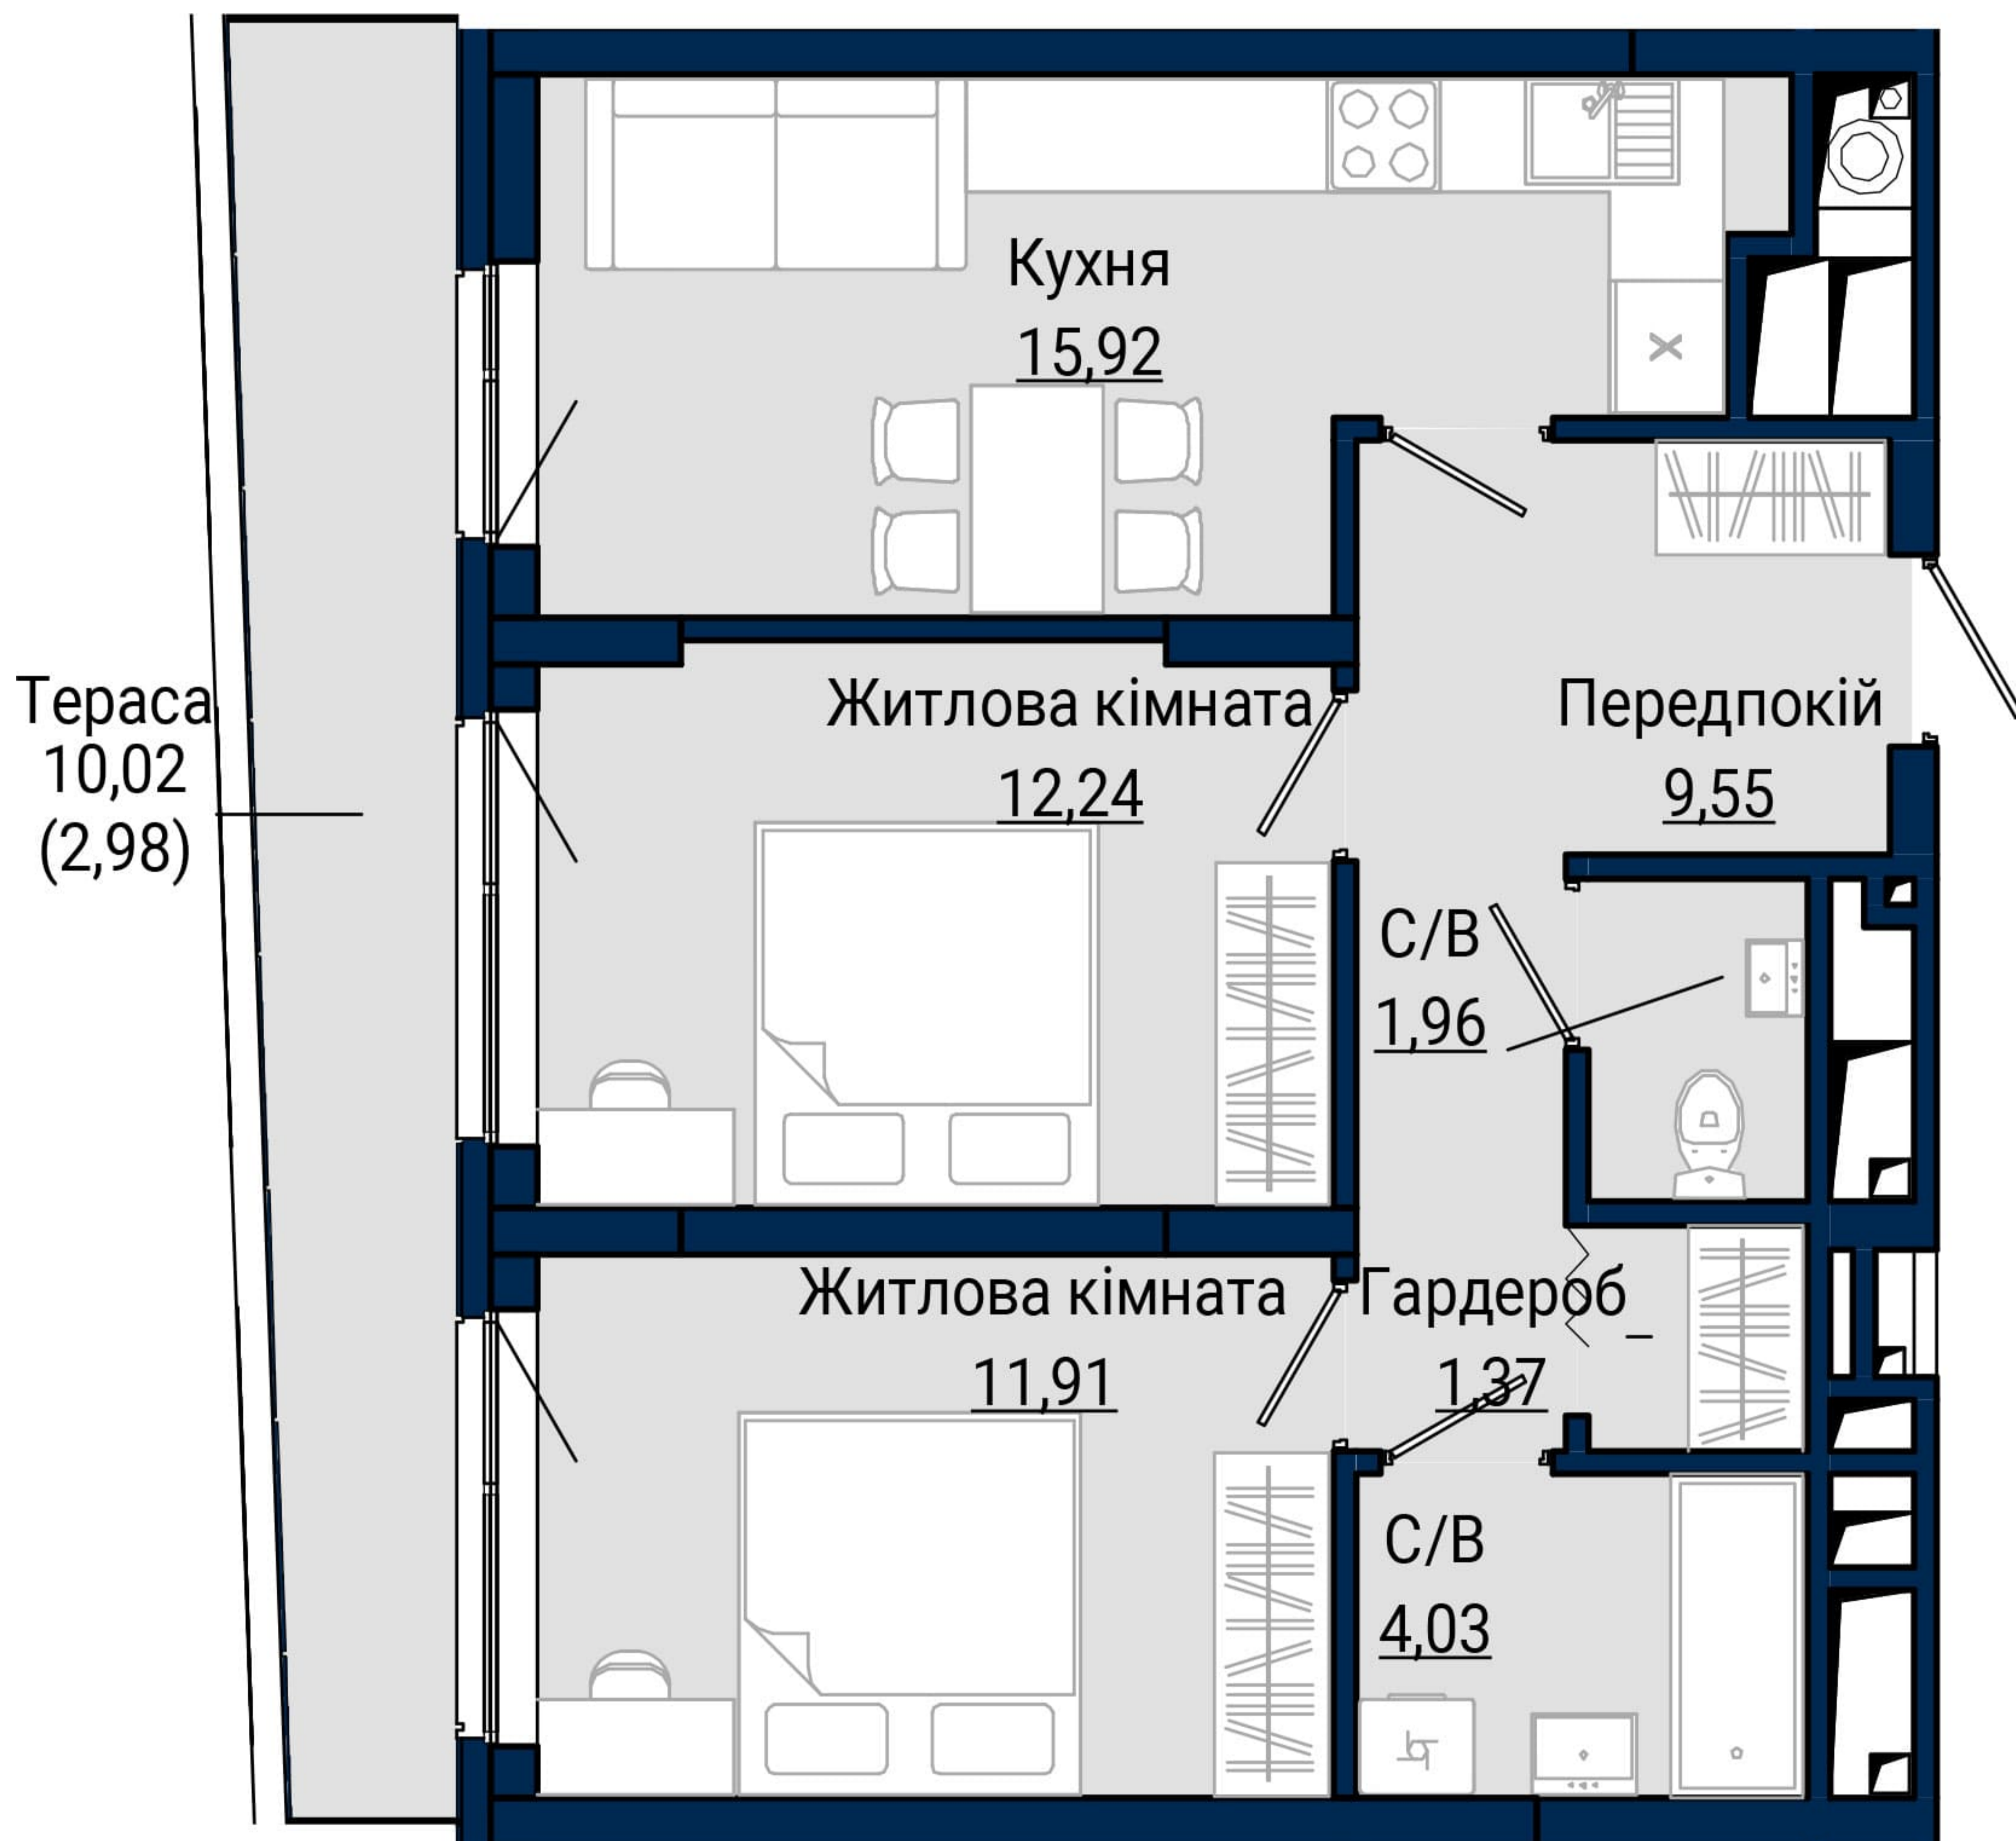 Кухня
15,92
Тераса
10,02
(2,98)
Житлова кімната
12,24
Передпокій
9,55
С/В
1,96
Житлова кімната
11,91
Гардероб_
1,37
С/В
4,03